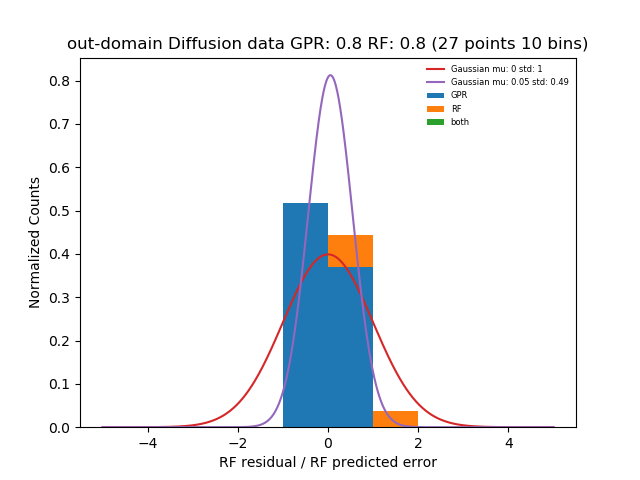 out-domain Diffusion data GPR: 0.8 RF: 0.8 (27 points 10 bins)
Gaussian mu: 0 std: 1
Gaussian mu: 0.05 std: 0.49
GPR
RF
both
Normalized Counts
0.8
0.7
0.6
0.5
0.4
0.3
0.2
0.1
0.0
−4 −2 0 2 4
RF residual / RF predicted error